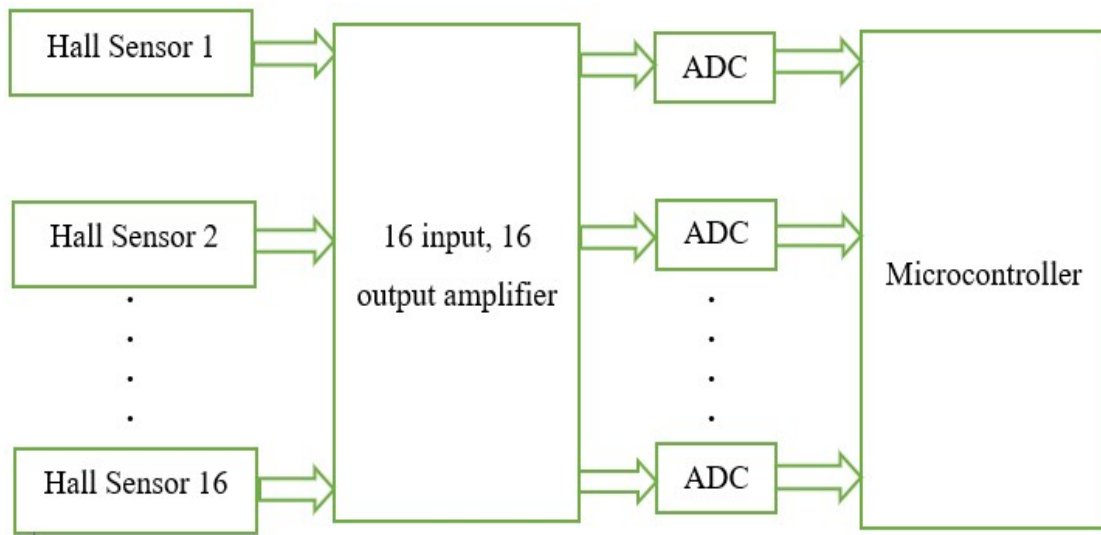 Hall Sensor 1
ADC
Hall Sensor 2
16 input, 16
output amplifier
ADC
Microcontroller
Hall Sensor 16
ADC